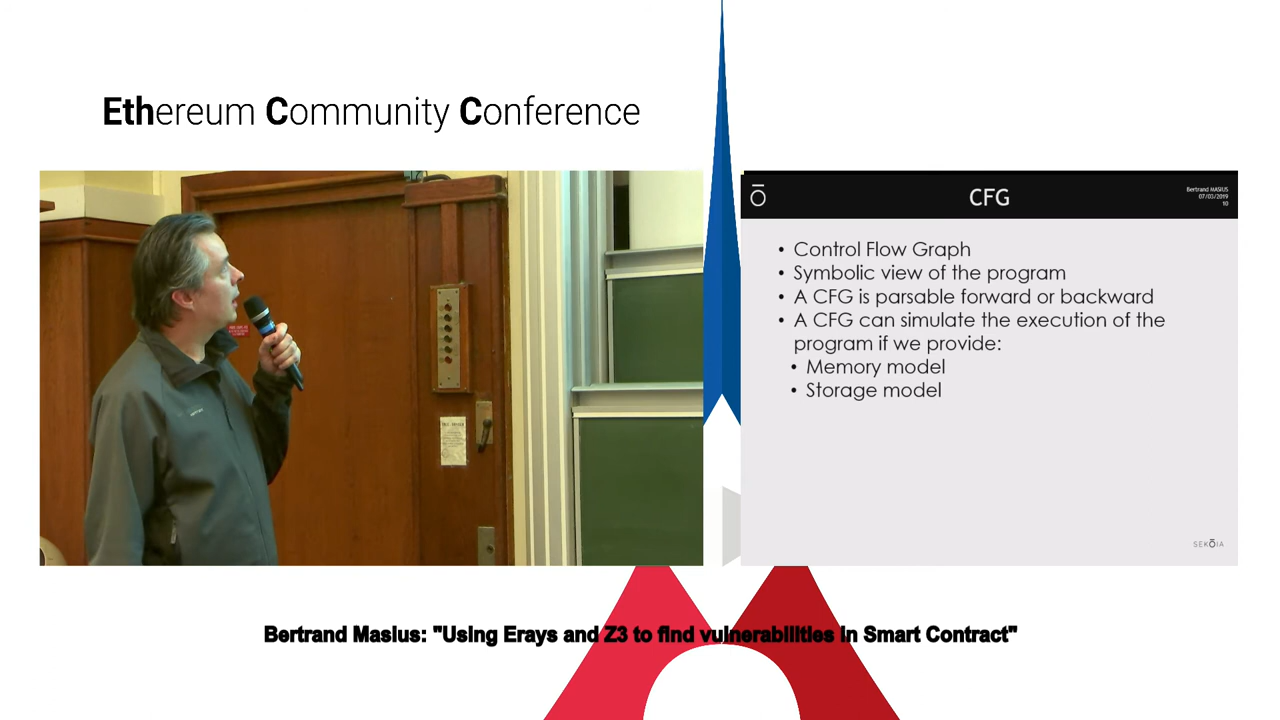 Ethereum Community Conference
Ō
CFG
Bertrand MASIUS
07/03/2019
10
• Control Flow Graph
• Symbolic view of the program
• A CFG is parsable forward or backward
• A CFG can simulate the execution of the
program if we provide:
• Memory model
• Storage model
SEKŌIA
Bertrand Masius: "Using Erays and Z3 to find vulnerabilities in Smart Contract"